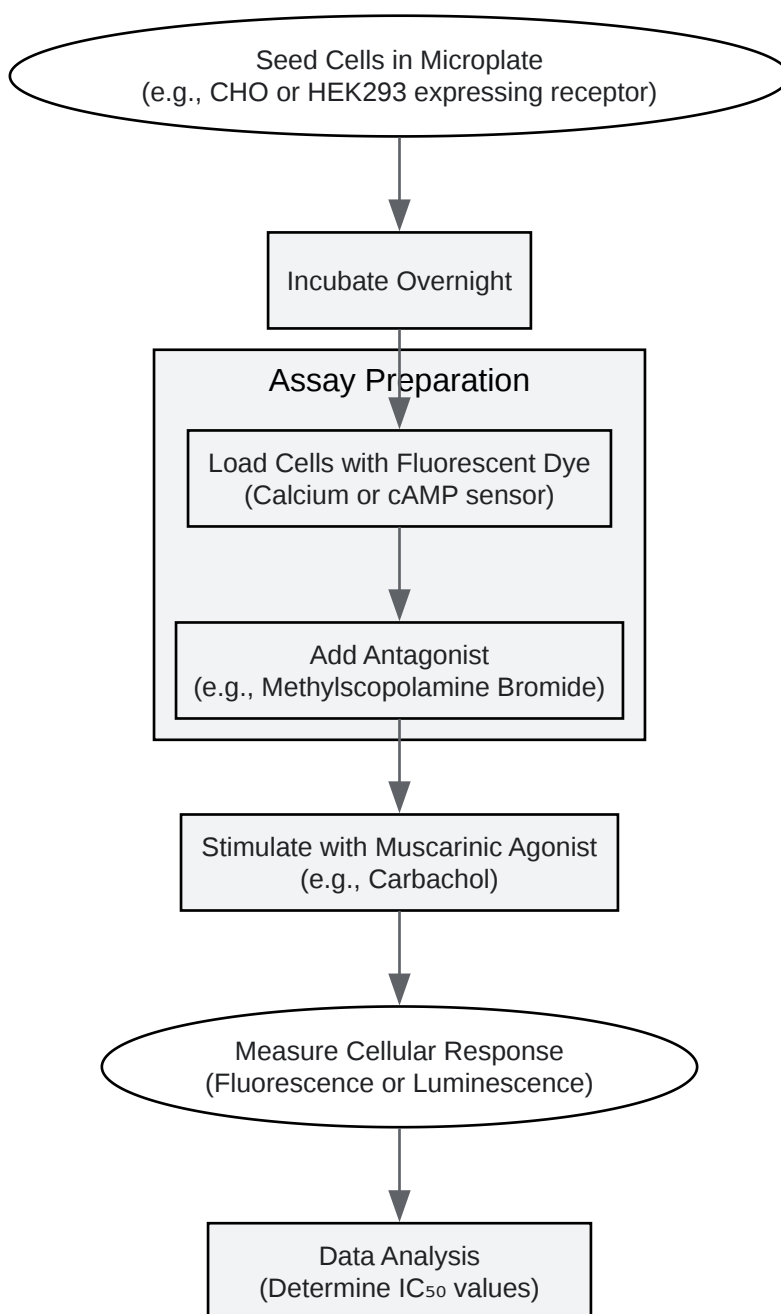 Seed Cells in Microplate
(e.g., CHO or HEK293 expressing receptor)
Incubate Overnight
Assay Preparation
Load Cells with Fluorescent Dye
(Calcium or cAMP sensor)
Add Antagonist
(e.g., Methylscopolamine Bromide)
Stimulate with Muscarinic Agonist
(e.g., Carbachol)
Measure Cellular Response
(Fluorescence or Luminescence)
Data Analysis
(Determine IC₅₀ values)